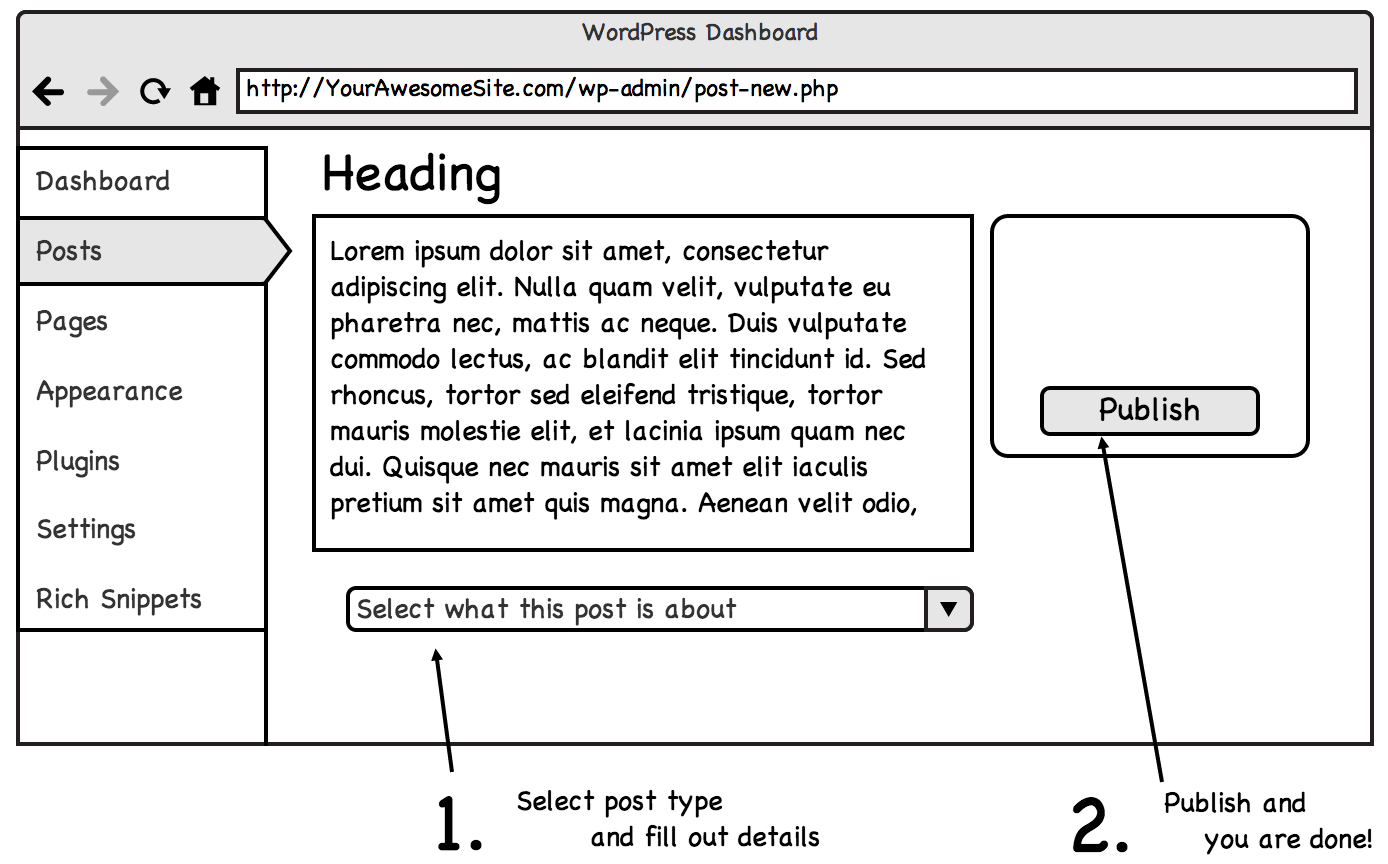 WordPress Dashboard
http://YourAwesomeSite.com/wp-admin/post-new.php
Dashboard
Posts
Pages
Appearance
Plugins
Settings
Rich Snippets
Heading
Lorem ipsum dolor sit amet, consectetur
adipiscing elit. Nulla quam velit, vulputate eu
pharetra nec, mattis ac neque. Duis vulputate
commodo lectus, ac blandit elit tincidunt id. Sed
rhoncus, tortor sed eleifend tristique, tortor
mauris molestie elit, et lacinia ipsum quam nec
dui. Quisque nec mauris sit amet elit iaculis
pretium sit amet quis magna. Aenean velit odio,
Publish
Select what this post is about
1.
Select post type
and fill out details
2.
Publish and
you are done!